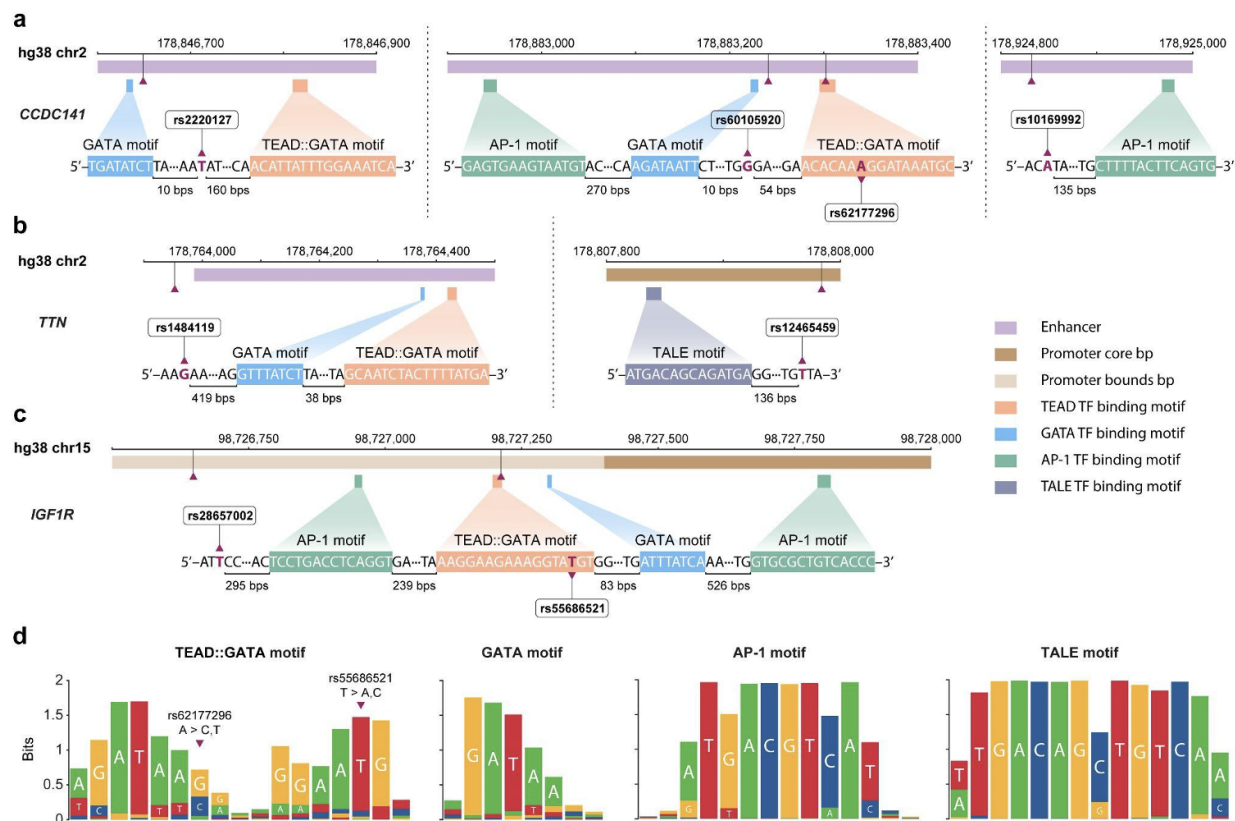 a
hg38 chr2
178,846,700 178,846,900 178,883,000 178,883,200 178,883,400 178,924,800 178,925,000
CCDC141
rs2220127 rs60105920 rs10169992
GATA motif TEAD::GATA motif AP-1 motif GATA motif TEAD::GATA motif AP-1 motif
5′–TGATATCTTA···AATAT···CAACATTATTTGGAAATCA–3′ 5′–GAGTGAAGTAATGTAC···CAAGATAATTCT···TGGGA···GAACACAAAGGATAAATGC–3′ 5′–ACATA···TGCTTTTACTTCAGTG–3′
10 bps 160 bps 270 bps 10 bps 54 bps 135 bps
rs62177296
b
hg38 chr2
178,764,000 178,764,200 178,764,400 178,807,800 178,808,000
TTN
rs1484119 rs12465459
GATA motif TEAD::GATA motif TALE motif
5′–AAGAA···AGGTTTATCTTA···TAGCAATCTACTTTTATGA–3′ 5′–ATGACAGCAGATGAGG···TGTTA–3′
419 bps 38 bps 136 bps
Enhancer
Promoter core bp
Promoter bounds bp
TEAD TF binding motif
GATA TF binding motif
AP-1 TF binding motif
TALE TF binding motif
c
hg38 chr15
98,726,750 98,727,000 98,727,250 98,727,500 98,727,750 98,728,000
IGF1R
rs28657002
AP-1 motif TEAD::GATA motif GATA motif AP-1 motif
5′–ATTCC···ACTCCTGACCTCAGGTGA···TAAAGGAAGAAAGGTATGTGG···TGATTTATCAAA···TGGTGCGCTGTCACCC–3′
295 bps 239 bps 83 bps 526 bps
rs55686521
d
TEAD::GATA motif GATA motif AP-1 motif TALE motif
Bits
2
1.5
1
0.5
0
rs62177296
A > C,T
rs55686521
T > A,C
A T G C A T A T A T G C G A G A G A A A T G
G A T A T A
A G T G T A C G T C A A T C
T A T G A C A G C G T G T C A A C